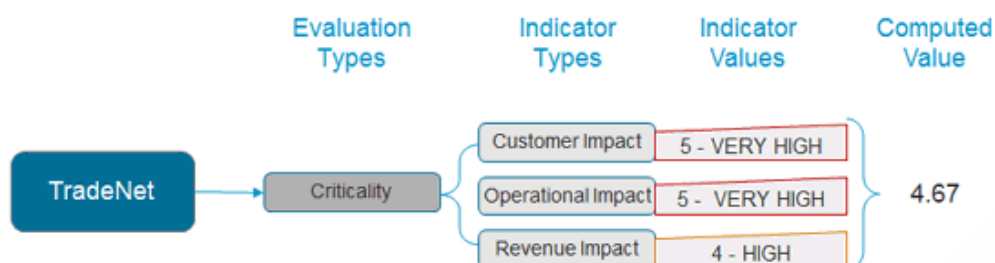 Evaluation Types
Indicator Types
Indicator Values
Computed Value
TradeNet
Criticality
Customer Impact
5 - VERY HIGH
Operational Impact
5 - VERY HIGH
Revenue Impact
4 - HIGH
4.67